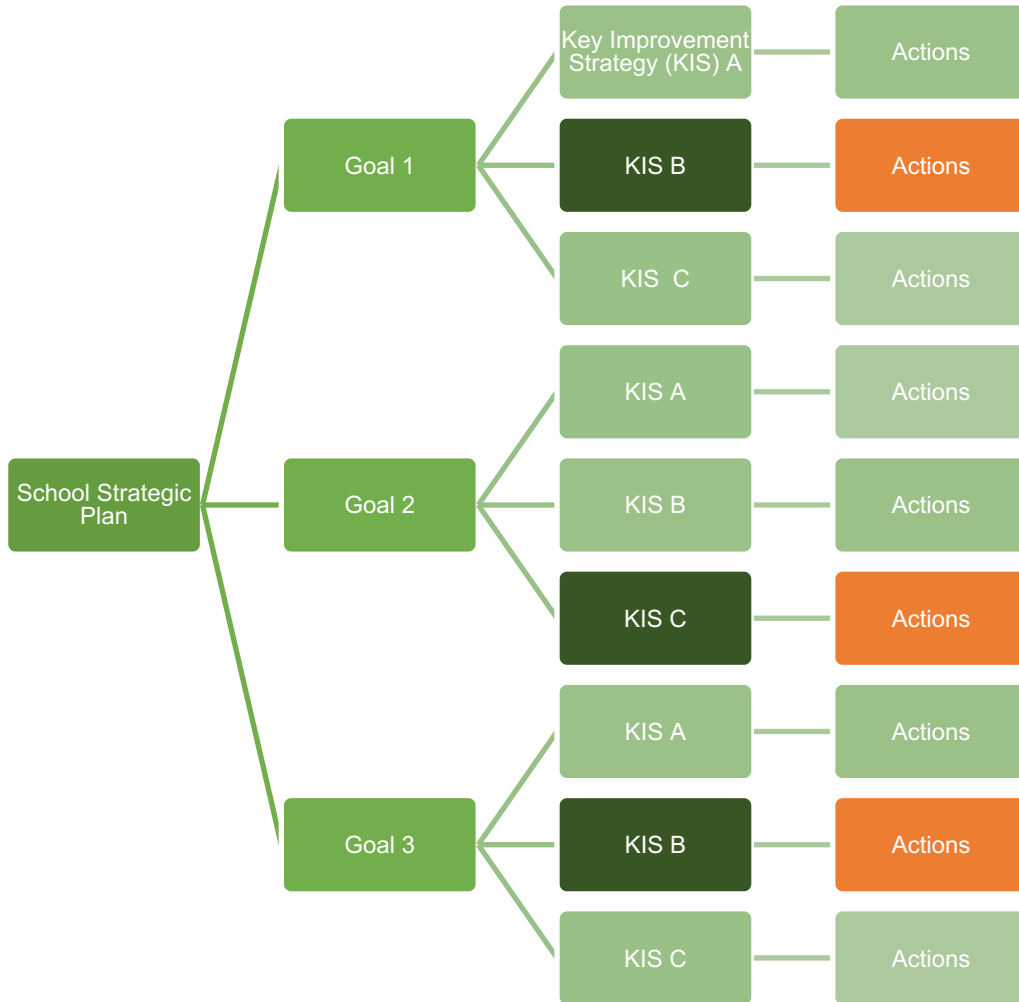 Key Improvement
Strategy (KIS) A
Actions
Goal 1
KIS B
Actions
KIS C
Actions
KIS A
Actions
School Strategic
Plan
Goal 2
KIS B
Actions
KIS C
Actions
KIS A
Actions
Goal 3
KIS B
Actions
KIS C
Actions